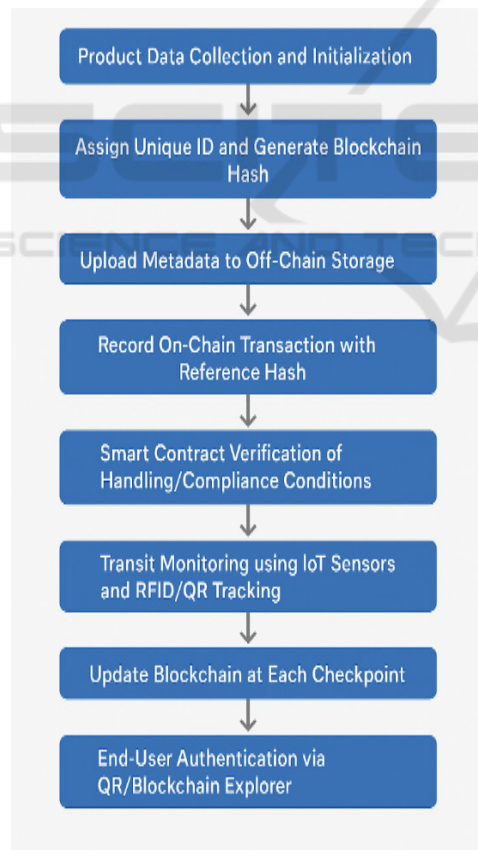 Product Data Collection and Initialization
Assign Unique ID and Generate Blockchain
Hash
Upload Metadata to Off-Chain Storage
Record On-Chain Transaction with
Reference Hash
Smart Contract Verification of
Handling/Compliance Conditions
Transit Monitoring using IoT Sensors
and RFID/QR Tracking
Update Blockchain at Each Checkpoint
End-User Authentication via
QR/Blockchain Explorer